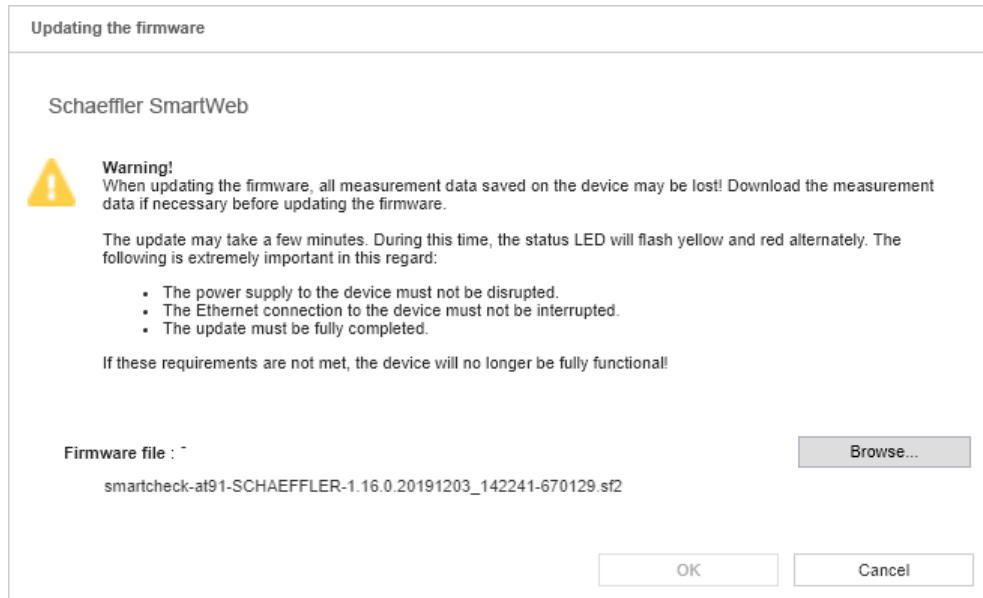 Updating the firmware
Schaeffler SmartWeb
Warning!
When updating the firmware, all measurement data saved on the device may be lost! Download the measurement
data if necessary before updating the firmware.
The update may take a few minutes. During this time, the status LED will flash yellow and red alternately. The
following is extremely important in this regard:
• The power supply to the device must not be disrupted.
• The Ethernet connection to the device must not be interrupted.
• The update must be fully completed.
If these requirements are not met, the device will no longer be fully functional!
Firmware file : -
Browse...
smartcheck-at91-SCHAEFFLER-1.16.0.20191203_142241-670129.sf2
OK
Cancel